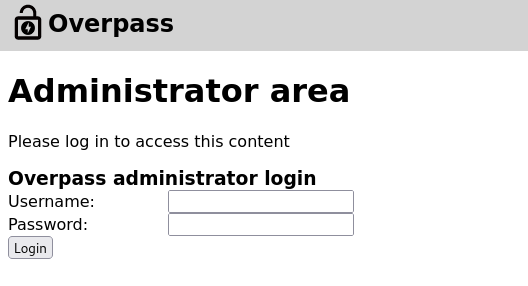 Overpass
Administrator area
Please log in to access this content
Overpass administrator login
Username:
Password:
Login